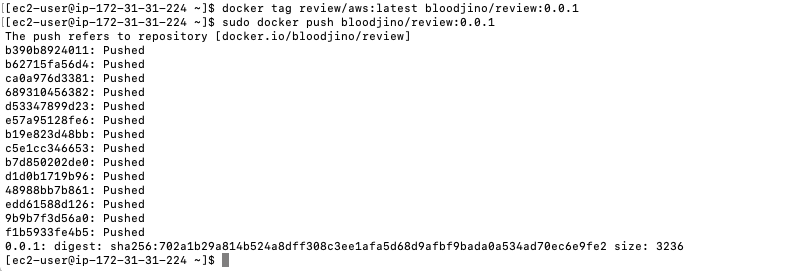 [[ec2-user@ip-172-31-31-224 ~]$ docker tag review/aws:latest bloodjino/review:0.0.1
[[ec2-user@ip-172-31-31-224 ~]$ sudo docker push bloodjino/review:0.0.1
The push refers to repository [docker.io/bloodjino/review]
b390b8924011: Pushed
b62715fa56d4: Pushed
ca0a976d3381: Pushed
689310456382: Pushed
d53347899d23: Pushed
e57a95128fe6: Pushed
b19e823d48bb: Pushed
c5e1cc346653: Pushed
b7d850202de0: Pushed
d1d0b1719b96: Pushed
48988bb7b861: Pushed
edd61588d126: Pushed
9b9b7f3d56a0: Pushed
f1b5933fe4b5: Pushed
0.0.1: digest: sha256:702a1b29a814b524a8dff308c3ee1afa5d68d9afbf9bada0a534ad70ec6e9fe2 size: 3236
[ec2-user@ip-172-31-31-224 ~]$